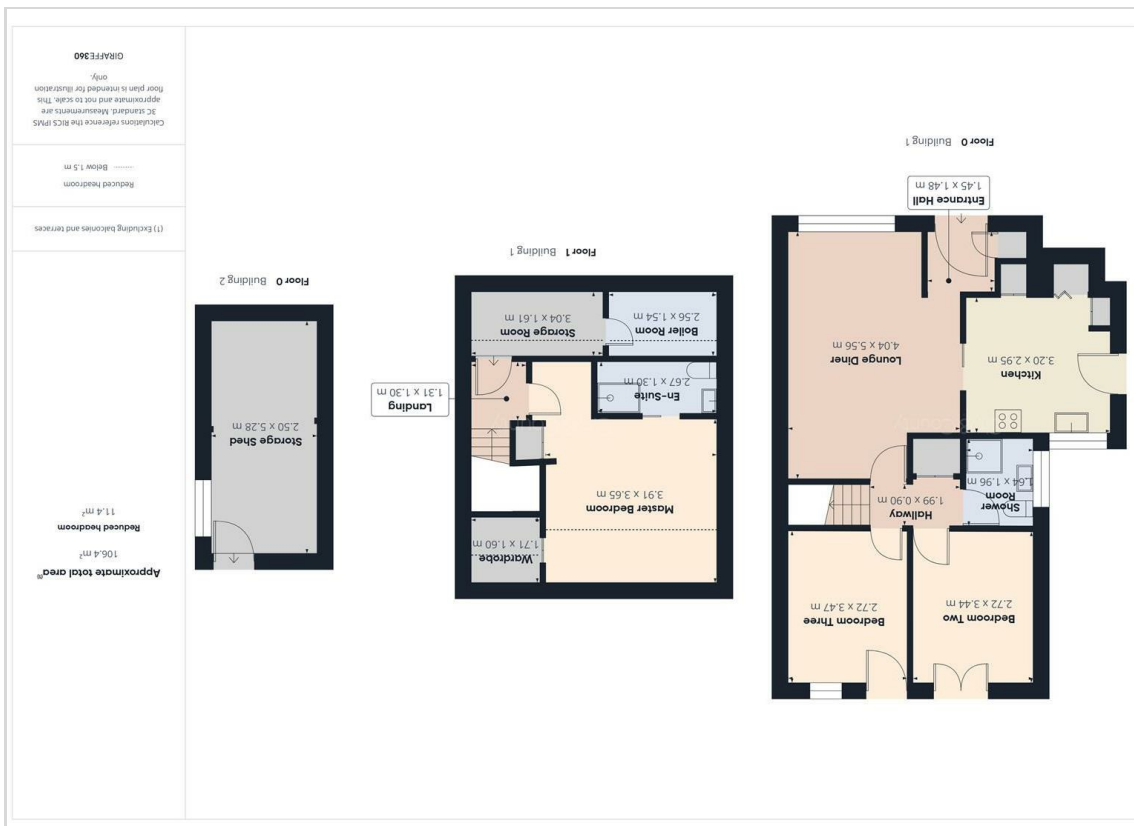 Bedroom Two
2.72 x 3.44 m
Bedroom Three
2.72 x 3.47 m
Shower
Room
1.64 x 1.96 m
Hallway
1.99 x 0.90 m
Kitchen
3.20 x 2.95 m
Lounge Diner
4.04 x 5.56 m
Entrance Hall
1.45 x 1.48 m
Floor 0 Building 1
Wardrobe
1.71 x 1.60 m
Master Bedroom
3.91 x 3.65 m
Landing
1.31 x 1.30 m
En-Suite
2.67 x 1.30 m
Boiler Room
2.56 x 1.54 m
Storage Room
3.04 x 1.61 m
Floor 1 Building 1
Storage Shed
2.50 x 5.28 m
Floor 0 Building 2
Approximate total area(1)
106.4 m²
Reduced headroom
11.4 m²
(1) Excluding balconies and terraces
Reduced headroom
Below 1.5 m
Calculations reference the RICS IPMS
3C standard. Measurements are
approximate and not to scale. This
floor plan is intended for illustration
only.
GIRAFFE360